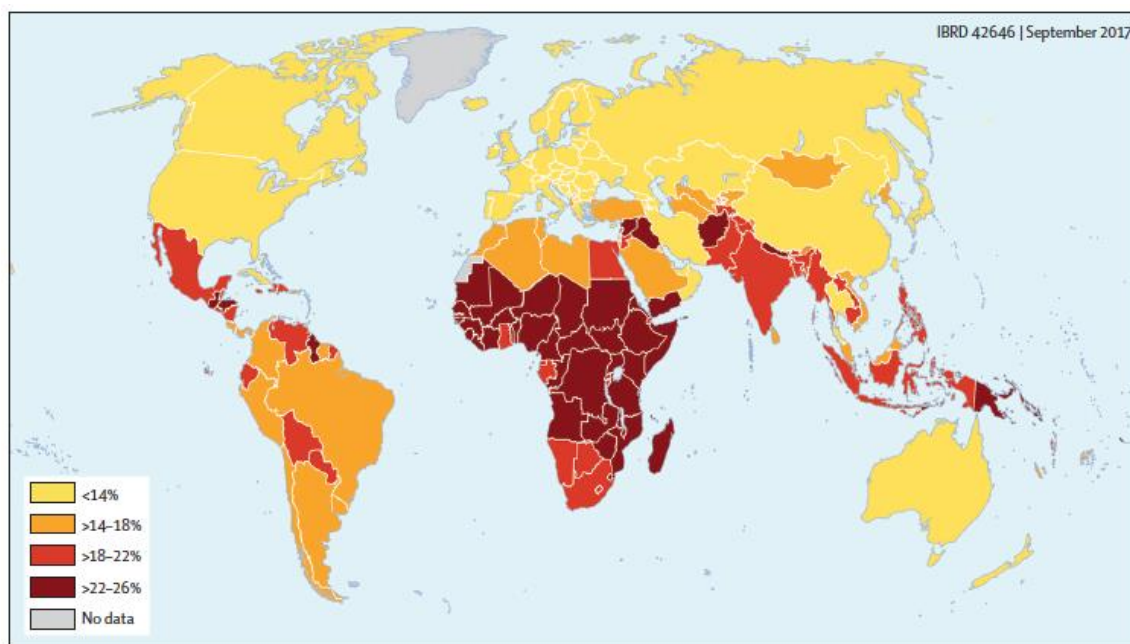 IBRD 42646 | September 2017
<14%
>14–18%
>18–22%
>22–26%
No data